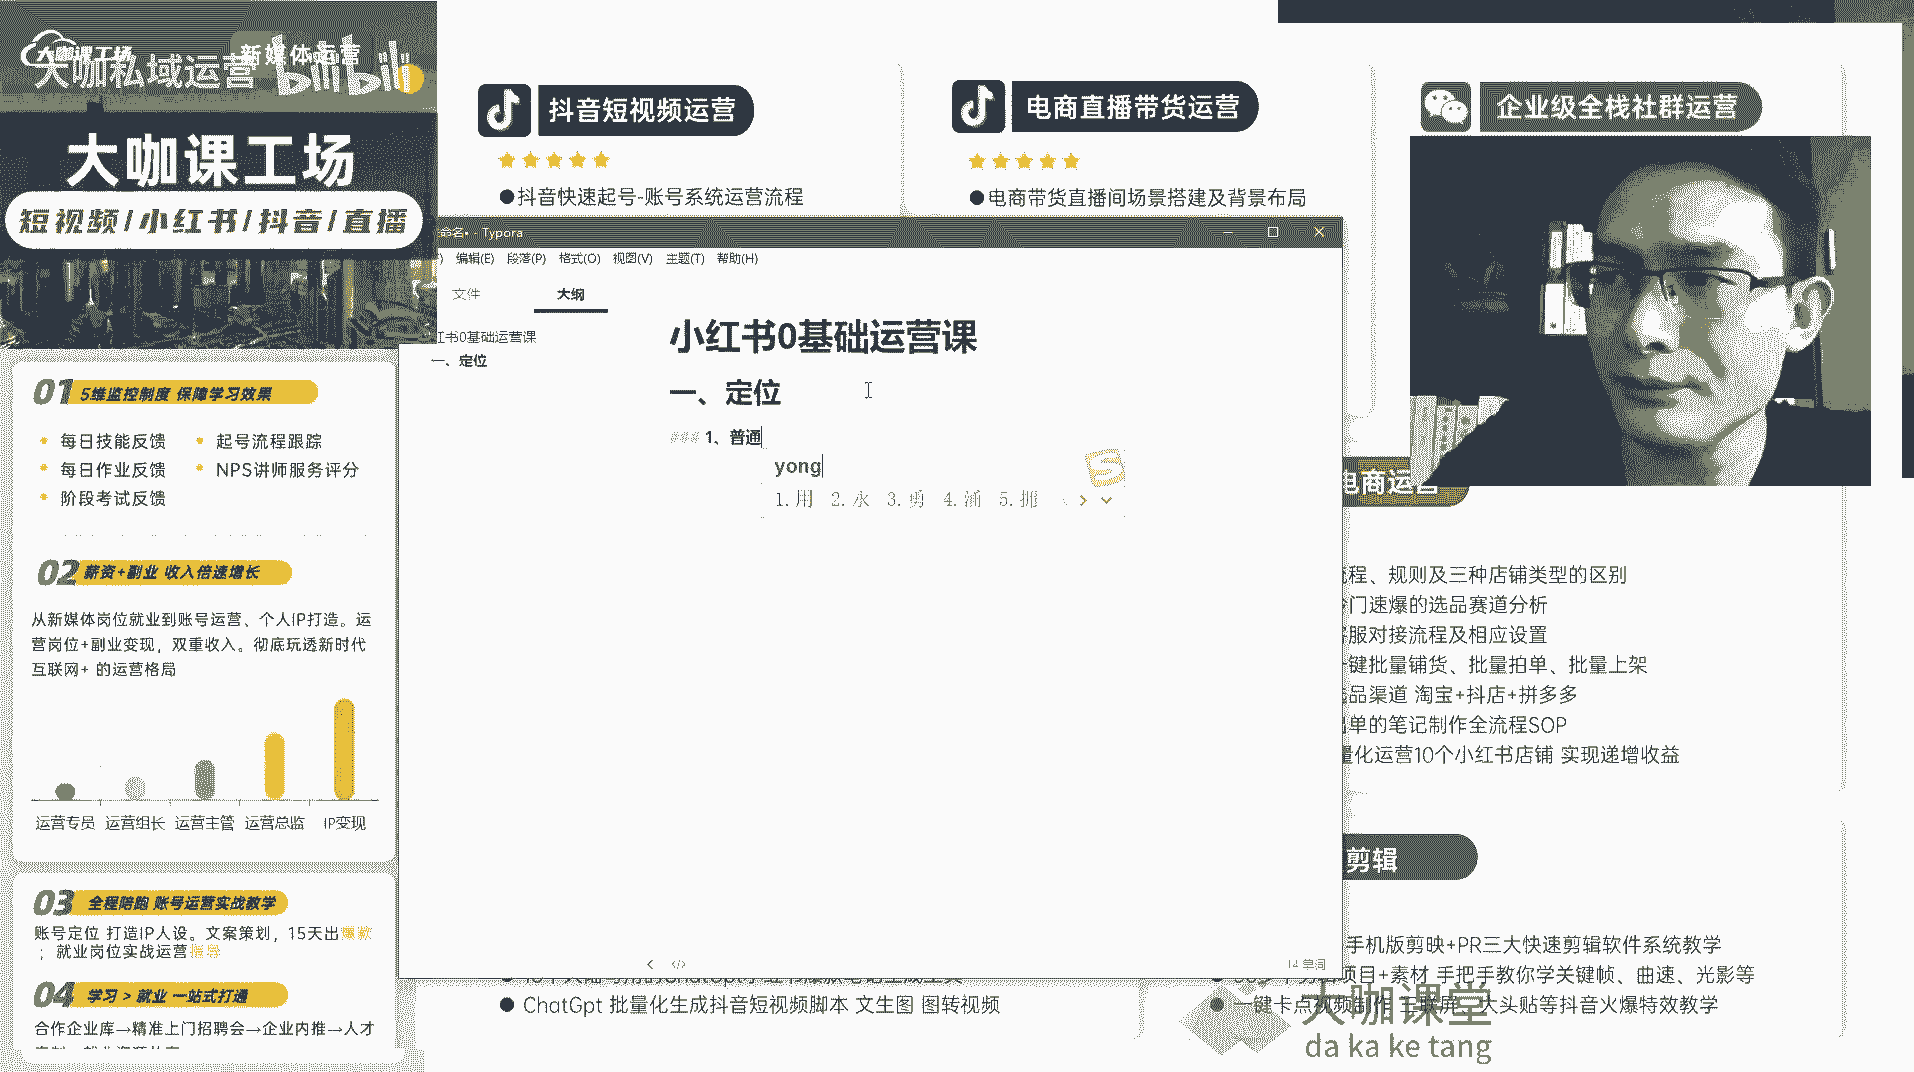 大咖课工场
大咖私域运营
新媒体运营
bilibili
大咖课工场
短视频/小红书/抖音/直播
01 5维监控制度 保障学习效果
每日技能反馈
起号流程跟踪
每日作业反馈
NPS讲师服务评分
阶段考试反馈
02 薪资+副业 收入倍速增长
从新媒体岗位就业到账号运营、个人IP打造。运
营岗位+副业变现，双重收入。彻底玩透新时代
互联网+ 的运营格局
运营专员 运营组长 运营主管 运营总监 IP变现
03 全程陪跑 账号运营实战教学
账号定位 打造IP人设。文案策划，15天出爆款
；就业岗位实战运营指导
04 学习 > 就业 一站式打通
合作企业库→精准上门招聘会→企业内推→人才
抖音短视频运营
●抖音快速起号-账号系统运营流程
电商直播带货运营
●电商带货直播间场景搭建及背景布局
企业级全栈社群运营
命名• - Typora
) 编辑(E) 段落(P) 格式(O) 视图(V) 主题(T) 帮助(H)
文件 大纲
红书0基础运营课
一、定位
小红书0基础运营课
一、定位
### 1、普通
yong
1.用 2.永 3.勇 4.涌 5.拥
14 单词
电商运营
流程、规则及三种店铺类型的区别
冷门速爆的选品赛道分析
客服对接流程及相应设置
一键批量铺货、批量拍单、批量上架
选品渠道 淘宝+抖店+拼多多
出单的笔记制作全流程SOP
量化运营10个小红书店铺 实现递增收益
剪辑
手机版剪映+PR三大快速剪辑软件系统教学
项目+素材 手把手教你学关键帧、曲速、光影等
●一键卡点视频制作 三联屏、大头贴等抖音火爆特效教学
● ChatGpt 批量化生成抖音短视频脚本 文生图 图转视频
大咖课堂
da ka ke tang